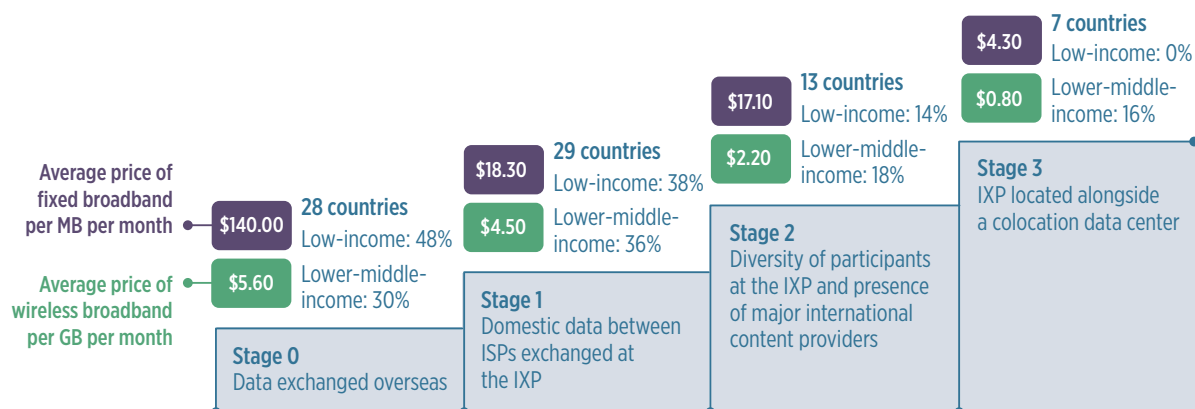 Average price of
fixed broadband
per MB per month
Average price of
wireless broadband
per GB per month
$140.00
$5.60
28 countries
Low-income: 48%
Lower-middle-
income: 30%
Stage 0
Data exchanged overseas
$18.30
$4.50
29 countries
Low-income: 38%
Lower-middle-
income: 36%
Stage 1
Domestic data between
ISPs exchanged at
the IXP
$17.10
$2.20
13 countries
Low-income: 14%
Lower-middle-
income: 18%
Stage 2
Diversity of participants
at the IXP and presence
of major international
content providers
$4.30
$0.80
7 countries
Low-income: 0%
Lower-middle-
income: 16%
Stage 3
IXP located alongside
a colocation data center